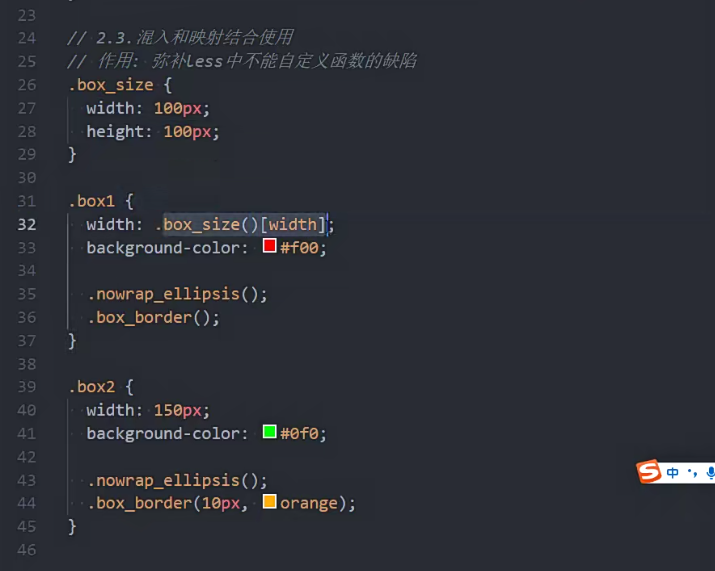 23
24 // 2.3.混入和映射结合使用
25 // 作用: 弥补less中不能自定义函数的缺陷
26 .box_size {
27 width: 100px;
28 height: 100px;
29 }
30
31 .box1 {
32 width: .box_size()[width];
33 background-color: #f00;
34
35 .nowrap_ellipsis();
36 .box_border();
37 }
38
39 .box2 {
40 width: 150px;
41 background-color: #0f0;
42
43 .nowrap_ellipsis();
44 .box_border(10px, orange);
45 }
46
S 中